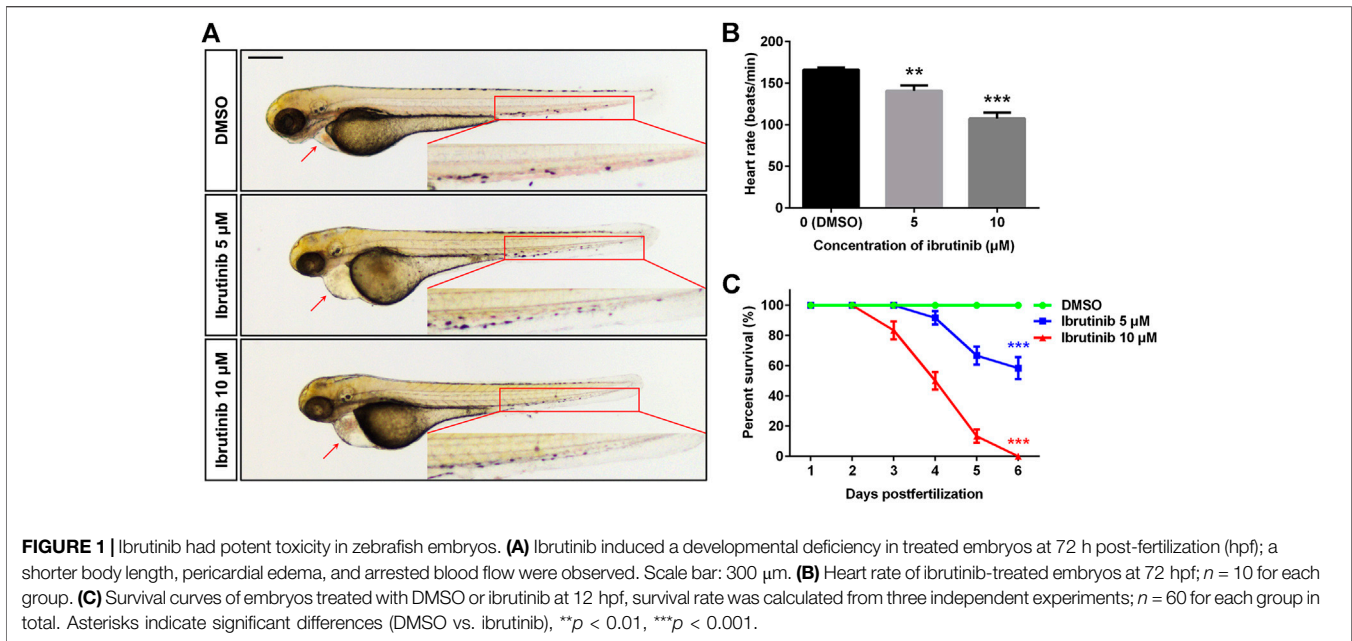 A
DMSO
Ibrutinib 5 µM
Ibrutinib 10 µM
B
Heart rate (beats/min)
200
150
100
50
0
**
***
0 (DMSO) 5 10
Concentration of ibrutinib (µM)
C
Percent survival (%)
100
80
60
40
20
0
DMSO
Ibrutinib 5 µM
Ibrutinib 10 µM
***
***
1 2 3 4 5 6
Days postfertilization
FIGURE 1 | Ibrutinib had potent toxicity in zebrafish embryos. (A) Ibrutinib induced a developmental deficiency in treated embryos at 72 h post-fertilization (hpf); a
shorter body length, pericardial edema, and arrested blood flow were observed. Scale bar: 300 µm. (B) Heart rate of ibrutinib-treated embryos at 72 hpf; n = 10 for each
group. (C) Survival curves of embryos treated with DMSO or ibrutinib at 12 hpf, survival rate was calculated from three independent experiments; n = 60 for each group in
total. Asterisks indicate significant differences (DMSO vs. ibrutinib), **p < 0.01, ***p < 0.001.